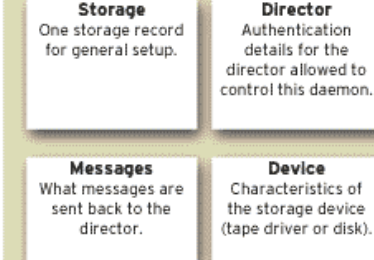 Storage
One storage record
for general setup.
Director
Authentication
details for the
director allowed to
control this daemon.
Messages
What messages are
sent back to the
director.
Device
Characteristics of
the storage device
(tape driver or disk).